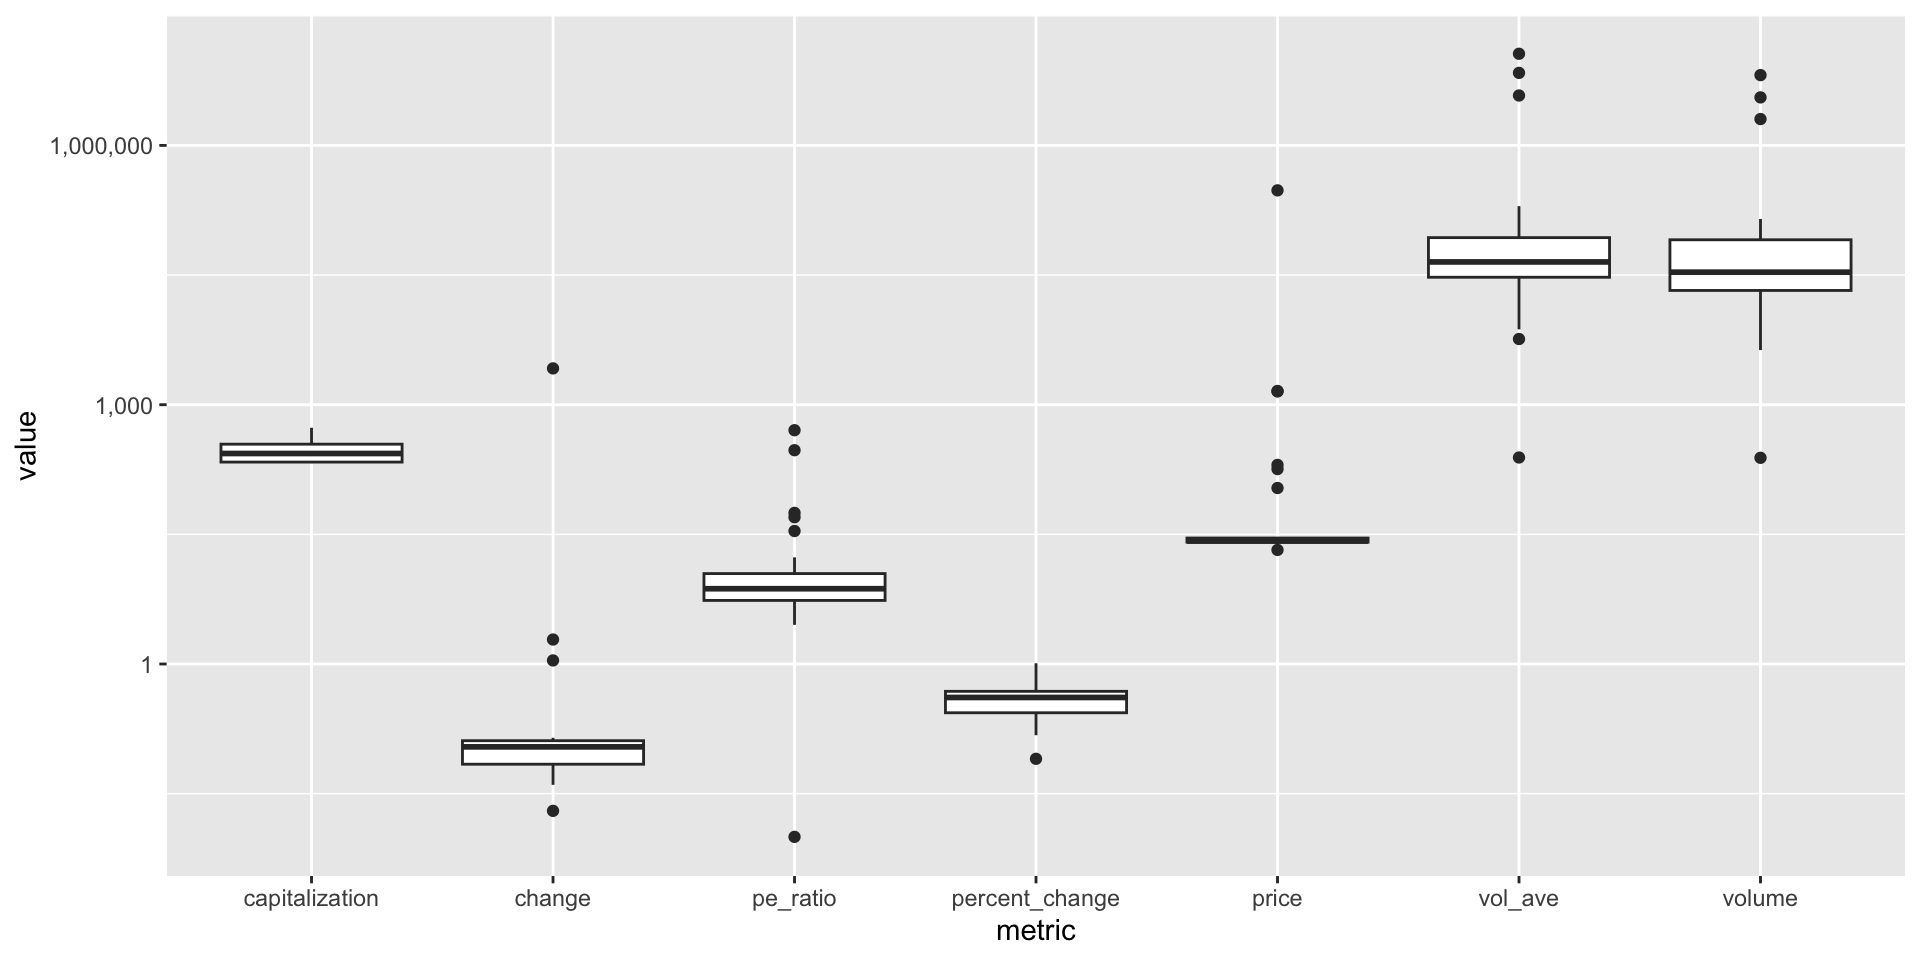 1,000,000
1,000
1
value
capitalization change pe_ratio percent_change price vol_ave volume
metric